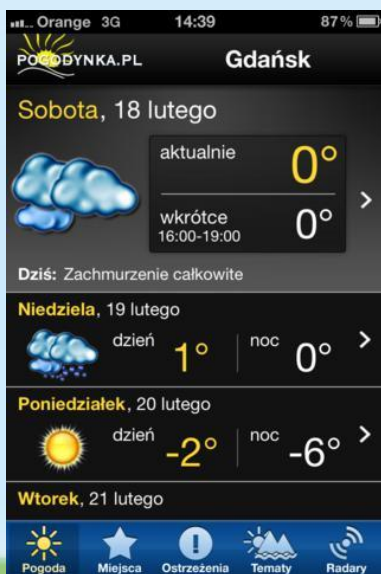 Orange 3G 14:39 87%
POGODYNKA.PL Gdańsk
Sobota, 18 lutego
aktualnie 0°
wkrótce 0°
16:00-19:00
Dziś: Zachmurzenie całkowite
Niedziela, 19 lutego
dzień 1° noc 0°
Poniedziałek, 20 lutego
dzień -2° noc -6°
Wtorek, 21 lutego
Pogoda Miejsca Ostrzeżenia Tematy Radary